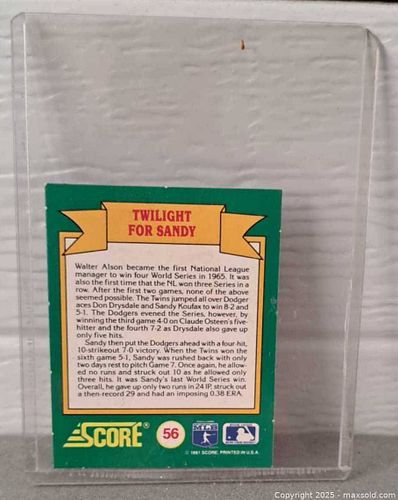 TWILIGHT
FOR SANDY
Walter Alson became the first National League
manager to win four World Series in 1965. It was
also the first time that the NL won three Series in a
row. After the first two games, none of the above
seemed possible. The Twins jumped all over Dodger
aces Don Drysdale and Sandy Koufax to win 8-2 and
5-1. The Dodgers evened the Series, however, by
winning the third game 4-0 on Claude Osteen's five-
hitter and the fourth 7-2 as Drysdale also gave up
only five hits.
Sandy then put the Dodgers ahead with a four-hit,
10-strikeout 7-0 victory. When the Twins won the
sixth game 5-1, Sandy was rushed back with only
two days rest to pitch Game 7. Once again, he allow-
ed no runs and struck out 10 as he allowed only
three hits. It was Sandy's last World Series win.
Overall, he gave up only two runs in 24 IP, struck out
a then-record 29 and had an imposing 0.38 ERA.
SCORE®
56
© 1991 SCORE, PRINTED IN U.S.A.
Copyright 2025 - maxsold.com